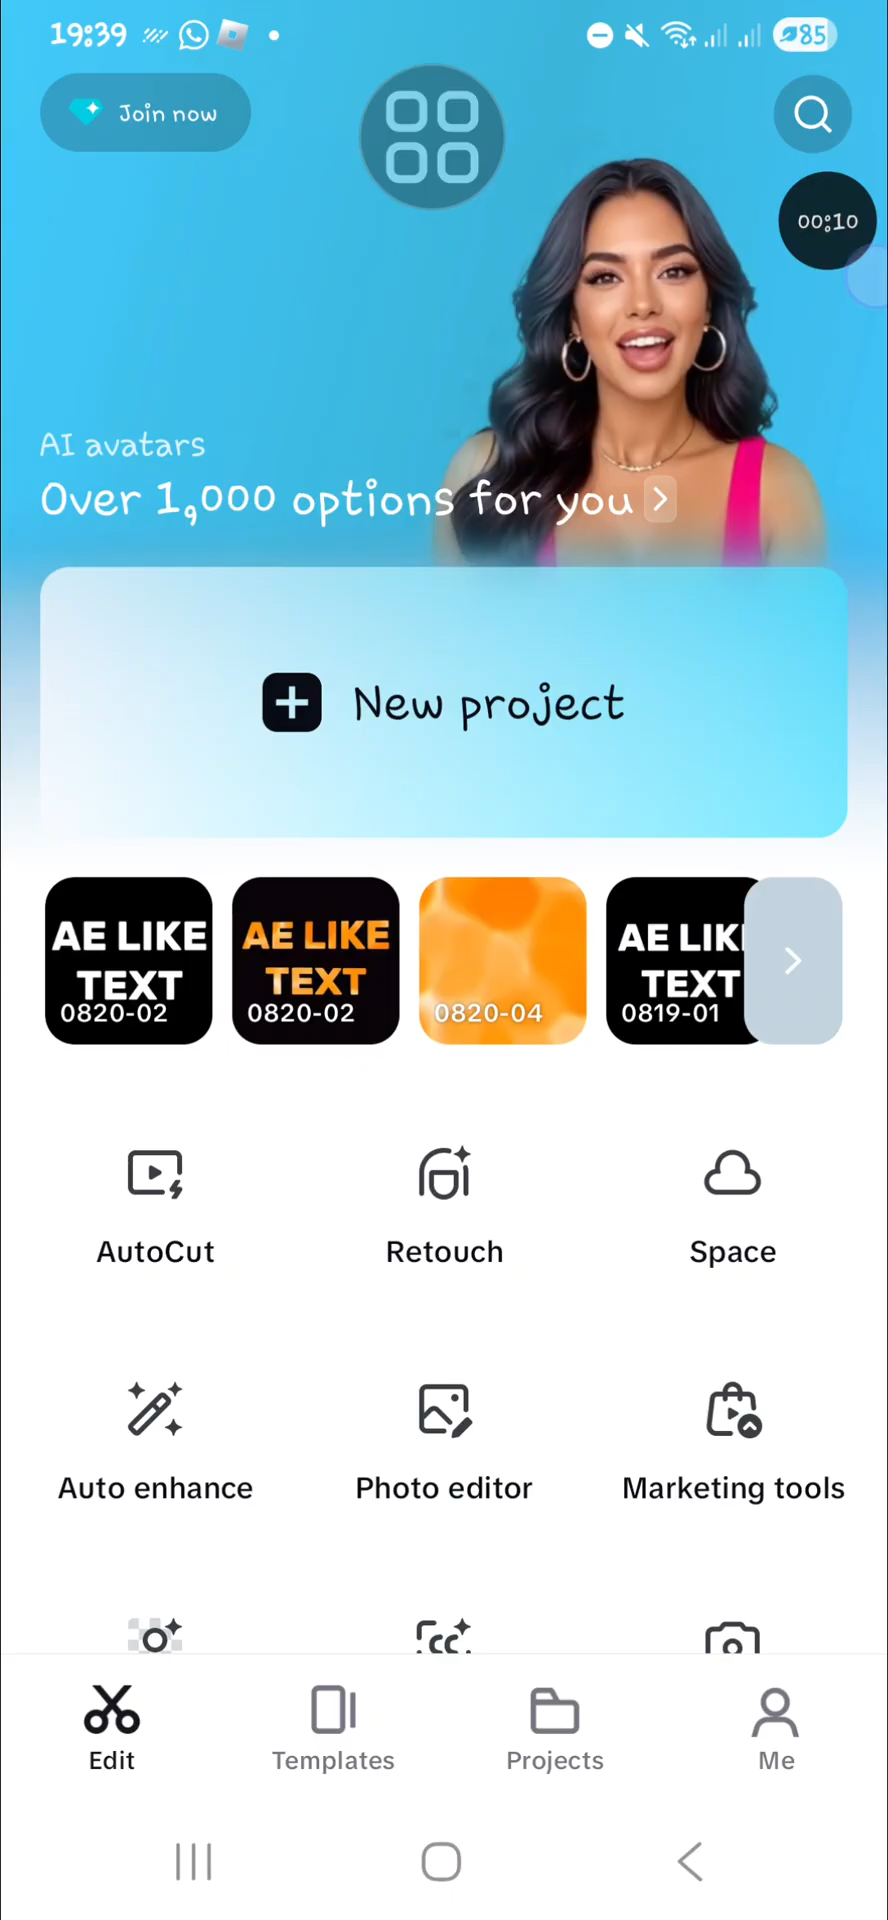 19:39
85
Join now
00:10
AI avatars
Over 1,000 options for you
New project
AE LIKE
TEXT
0820-02
AE LIKE
TEXT
0820-02
0820-04
AE LIK
TEXT
0819-01
AutoCut
Retouch
Space
Auto enhance
Photo editor
Marketing tools
CC
Edit
Templates
Projects
Me